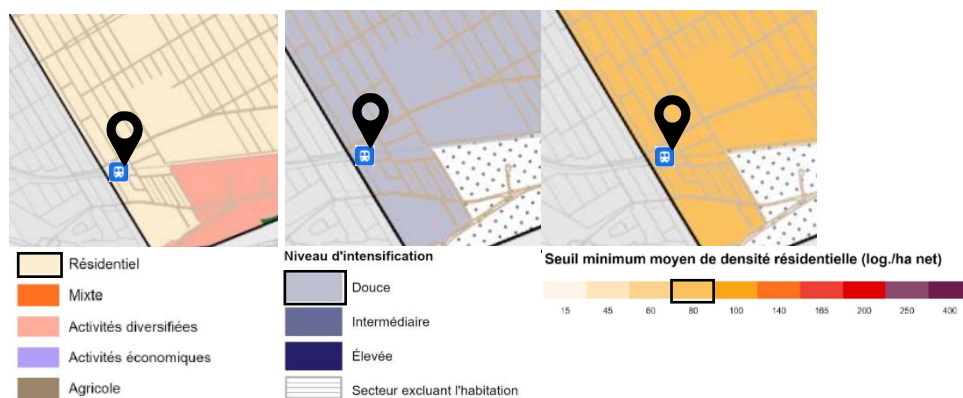 Résidentiel
Mixte
Activités diversifiées
Activités économiques
Agricole
Niveau d'intensification
Douce
Intermédiaire
Élevée
Secteur excluant l'habitation
Seuil minimum moyen de densité résidentielle (log./ha net)
15 45 60 80 100 140 165 200 250 400